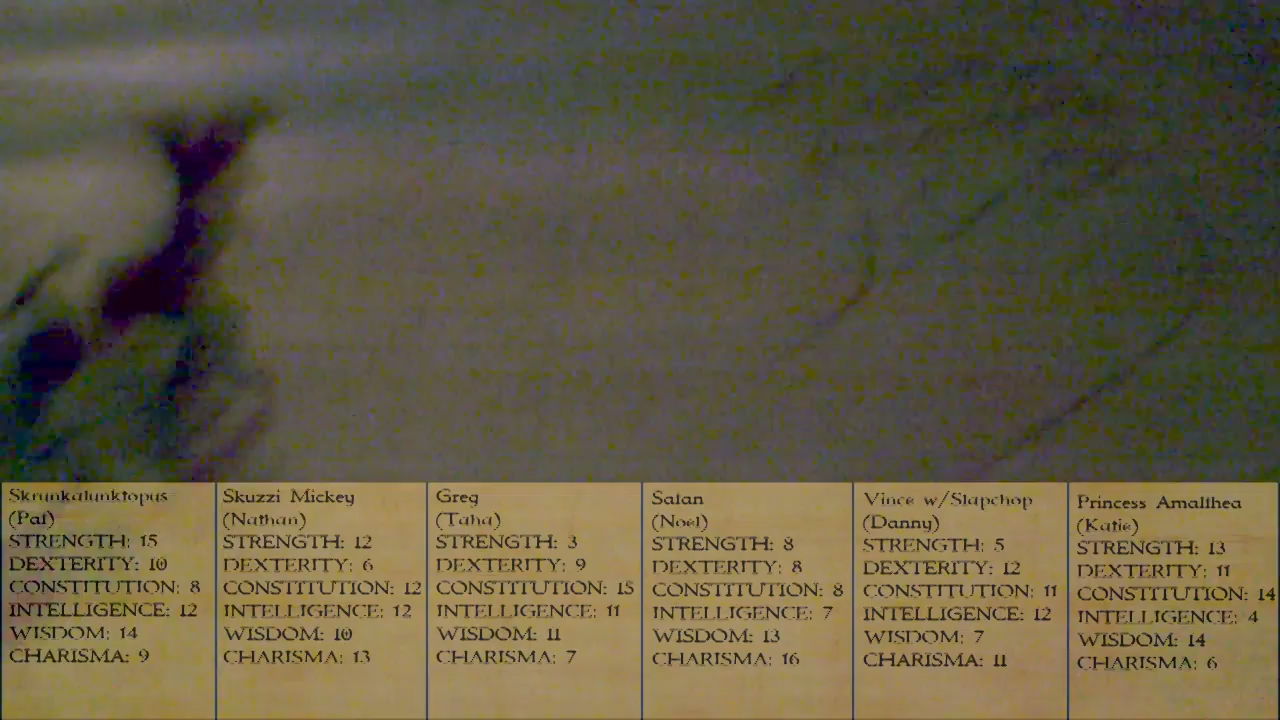 Skrunkalunktopus
(Pat)
STRENGTH: 15
DEXTERITY: 10
CONSTITUTION: 8
INTELLIGENCE: 12
WISDOM: 14
CHARISMA: 9
Skuzzi Mickey
(Nathan)
STRENGTH: 12
DEXTERITY: 6
CONSTITUTION: 12
INTELLIGENCE: 12
WISDOM: 10
CHARISMA: 13
Greg
(Taha)
STRENGTH: 3
DEXTERITY: 9
CONSTITUTION: 15
INTELLIGENCE: 11
WISDOM: 11
CHARISMA: 7
Satan
(Noel)
STRENGTH: 8
DEXTERITY: 8
CONSTITUTION: 8
INTELLIGENCE: 7
WISDOM: 13
CHARISMA: 16
Vince w/Slapchop
(Danny)
STRENGTH: 5
DEXTERITY: 12
CONSTITUTION: 11
INTELLIGENCE: 12
WISDOM: 7
CHARISMA: 11
Princess Amalthea
(Katie)
STRENGTH: 13
DEXTERITY: 11
CONSTITUTION: 14
INTELLIGENCE: 4
WISDOM: 14
CHARISMA: 6